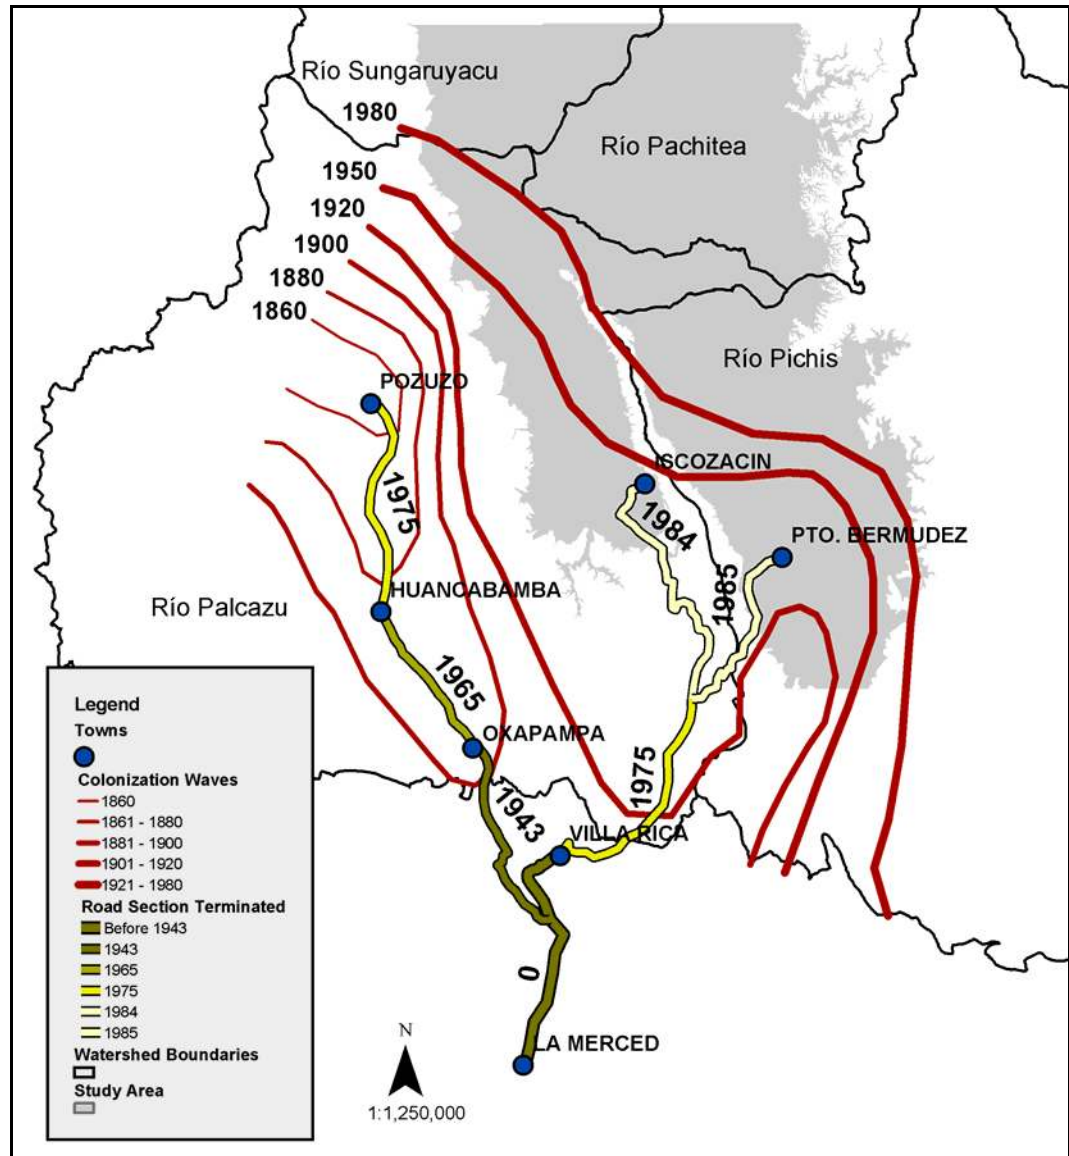 Río Sungaruyacu
1980
Río Pachitea
1950
1920
1900
1880
1860
Río Pichis
POZUZO
ISCOZACIN
1975
1984
PTO. BERMUDEZ
1985
HUANCABAMBA
Río Palcazu
1965
OXAPAMPA
1975
1943
VILLA RICA
0
LA MERCED
Legend
Towns
Colonization Waves
1860
1861 - 1880
1881 - 1900
1901 - 1920
1921 - 1980
Road Section Terminated
Before 1943
1943
1965
1975
1984
1985
Watershed Boundaries
Study Area
N
1:1,250,000